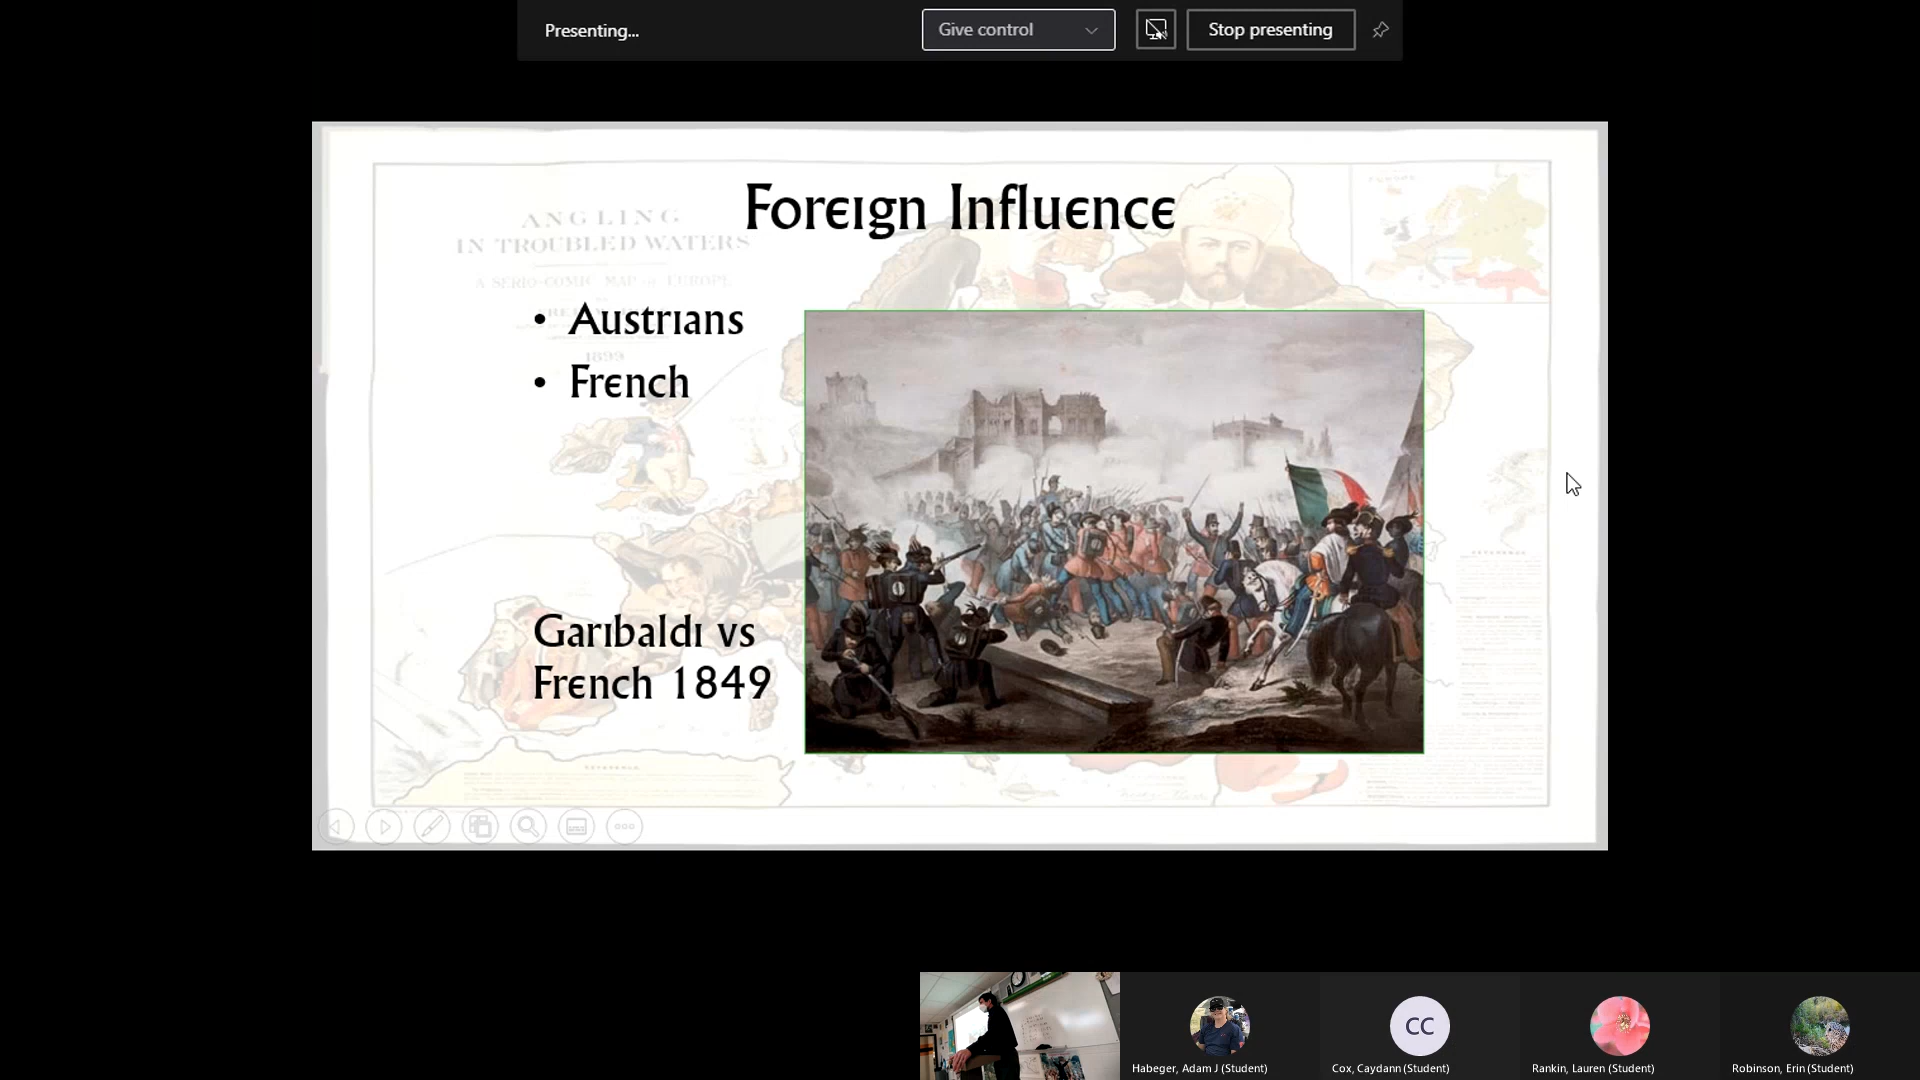 Presenting...
Give control
Stop presenting
Foreign Influence
ANGLING
IN TROUBLED WATERS
A SERIO-COMIC MAP OF EUROPE
1899
• Austrians
• French
Garibaldi vs
French 1849
Habeger, Adam J (Student)
CC
Cox, Caydann (Student)
Rankin, Lauren (Student)
Robinson, Erin (Student)